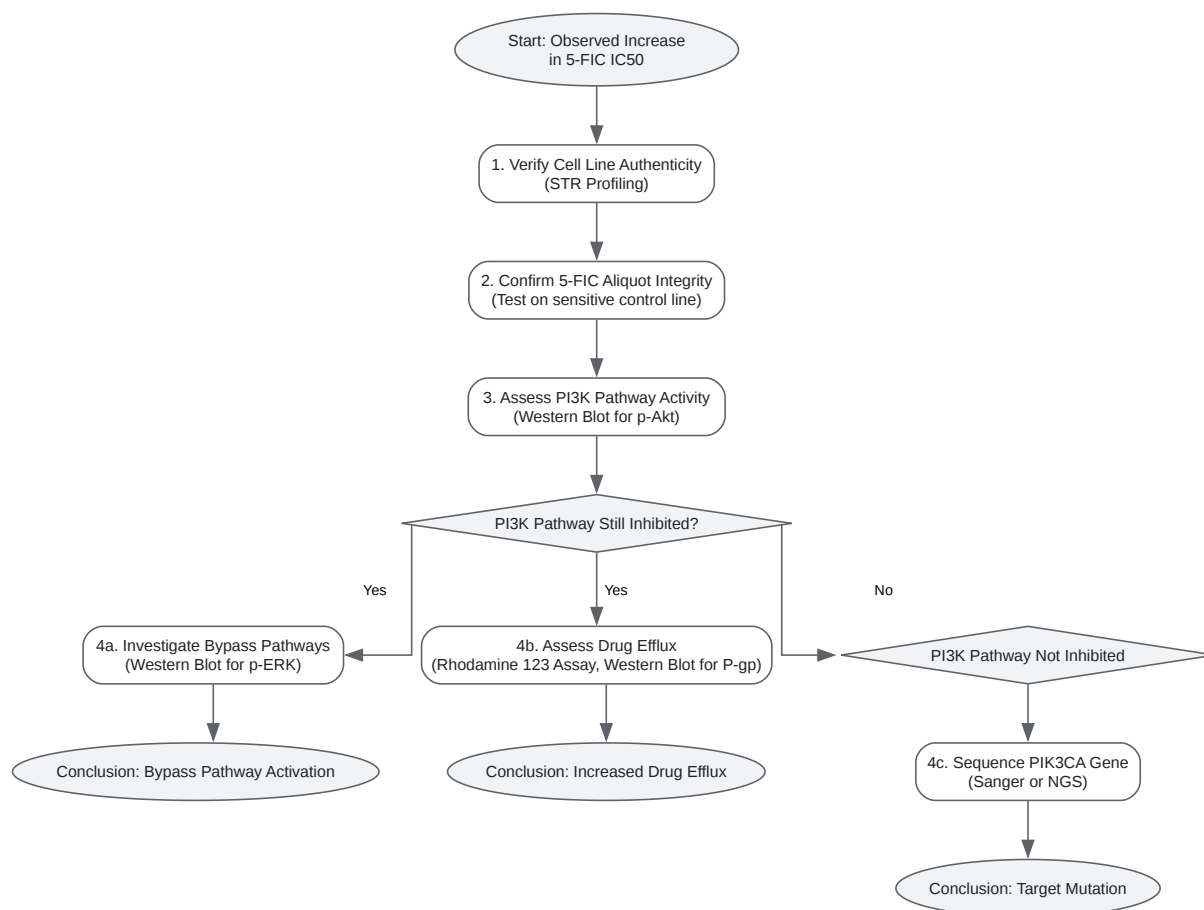 Start: Observed Increase
in 5-FIC IC50
1. Verify Cell Line Authenticity
(STR Profiling)
2. Confirm 5-FIC Aliquot Integrity
(Test on sensitive control line)
3. Assess PI3K Pathway Activity
(Western Blot for p-Akt)
PI3K Pathway Still Inhibited?
Yes
Yes
No
4a. Investigate Bypass Pathways
(Western Blot for p-ERK)
4b. Assess Drug Efflux
(Rhodamine 123 Assay, Western Blot for P-gp)
PI3K Pathway Not Inhibited
Conclusion: Bypass Pathway Activation
Conclusion: Increased Drug Efflux
4c. Sequence PIK3CA Gene
(Sanger or NGS)
Conclusion: Target Mutation